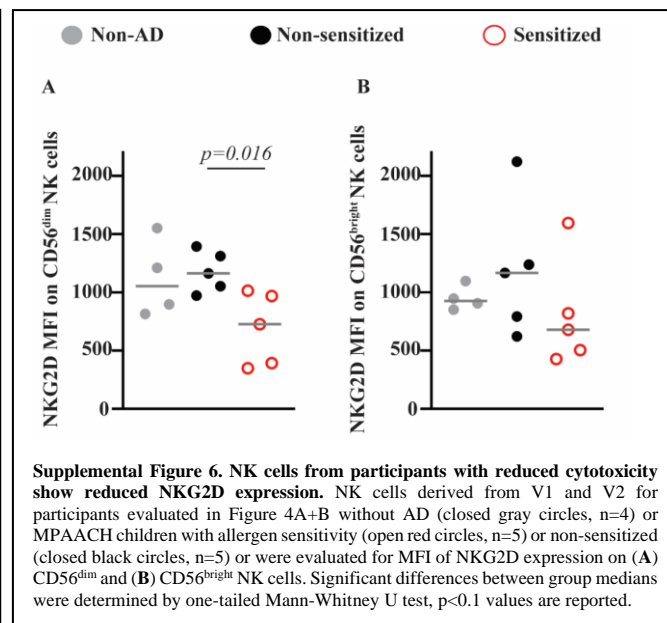 Non-AD Non-sensitized Sensitized
A
B
NKG2D MFI on CD56dim NK cells
2000
1500
1000
500
0
p=0.016
NKG2D MFI on CD56bright NK cells
2000
1500
1000
500
0
Supplemental Figure 6. NK cells from participants with reduced cytotoxicity
show reduced NKG2D expression. NK cells derived from V1 and V2 for
participants evaluated in Figure 4A+B without AD (closed gray circles, n=4) or
MPAACH children with allergen sensitivity (open red circles, n=5) or non-sensitized
(closed black circles, n=5) or were evaluated for MFI of NKG2D expression on (A)
CD56dim and (B) CD56bright NK cells. Significant differences between group medians
were determined by one-tailed Mann-Whitney U test, p<0.1 values are reported.